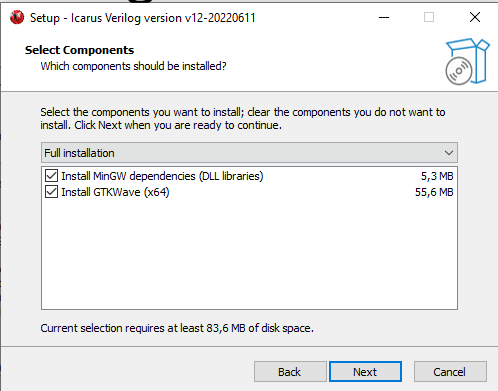 Setup - Icarus Verilog version v12-20220611
Select Components
Which components should be installed?
Select the components you want to install; clear the components you do not want to
install. Click Next when you are ready to continue.
Full installation
Install MinGW dependencies (DLL libraries) 5,3 MB
Install GTKWave (x64) 55,6 MB
Current selection requires at least 83,6 MB of disk space.
Back Next Cancel